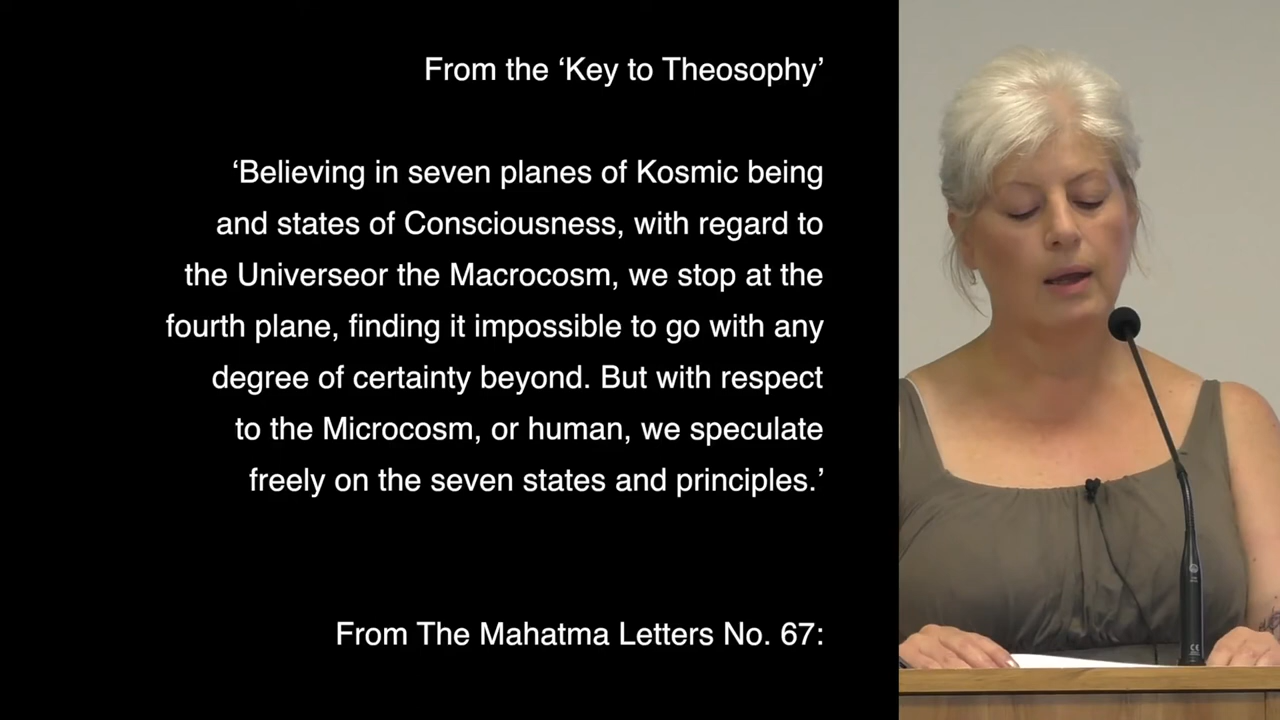 From the ‘Key to Theosophy’
‘Believing in seven planes of Kosmic being
and states of Consciousness, with regard to
the Universeor the Macrocosm, we stop at the
fourth plane, finding it impossible to go with any
degree of certainty beyond. But with respect
to the Microcosm, or human, we speculate
freely on the seven states and principles.’
From The Mahatma Letters No. 67: